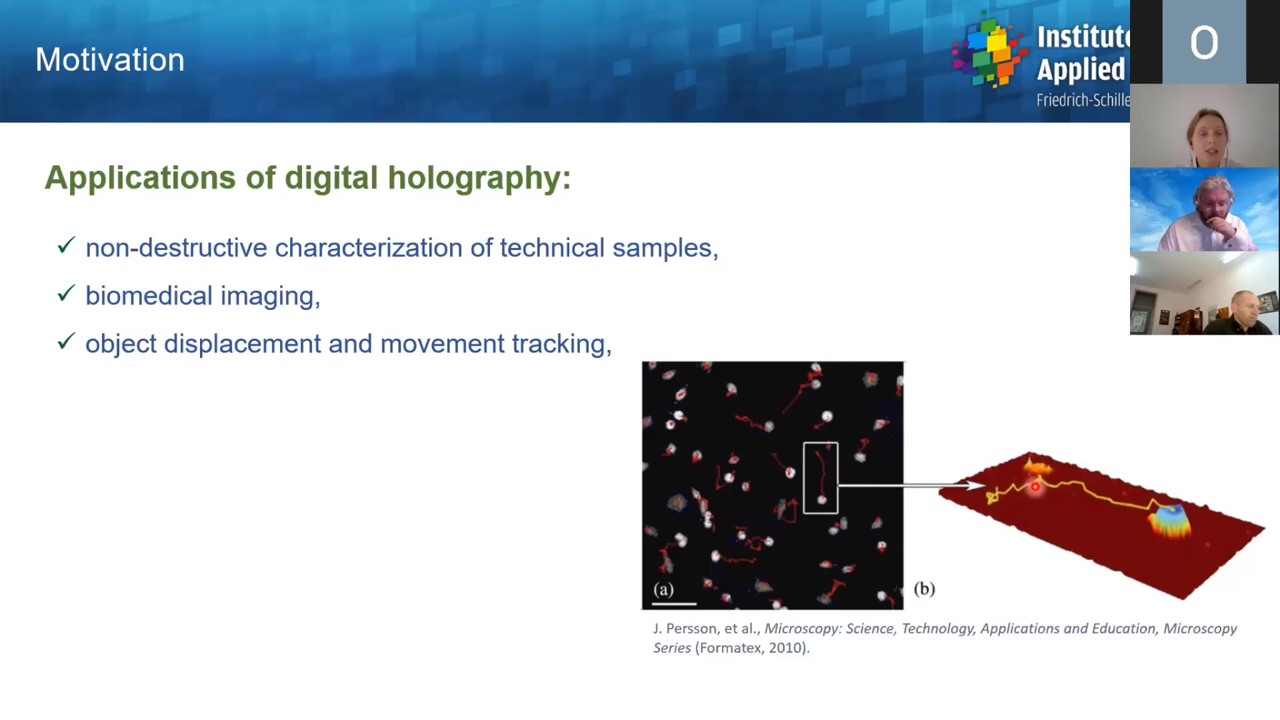 Motivation
Institute
Applied
Friedrich-Schille
O
Applications of digital holography:
✓ non-destructive characterization of technical samples,
✓ biomedical imaging,
✓ object displacement and movement tracking,
(a)
(b)
J. Persson, et al., Microscopy: Science, Technology, Applications and Education, Microscopy
Series (Formatex, 2010).